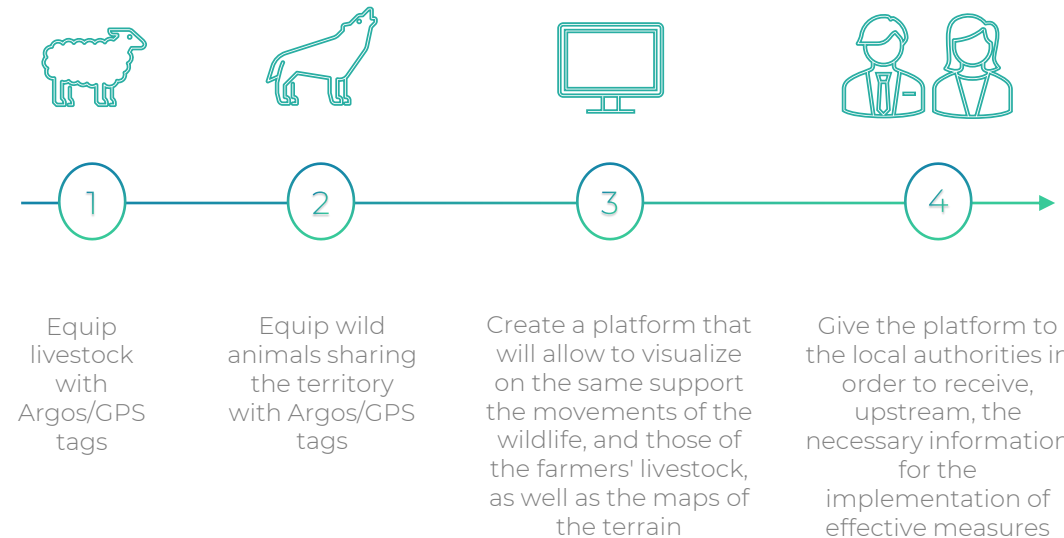 1
2
3
4
Equip
livestock
with
Argos/GPS
tags
Equip wild
animals sharing
the territory
with Argos/GPS
tags
Create a platform that
will allow to visualize
on the same support
the movements of the
wildlife, and those of
the farmers' livestock,
as well as the maps of
the terrain
Give the platform to
the local authorities in
order to receive,
upstream, the
necessary information
for the
implementation of
effective measures